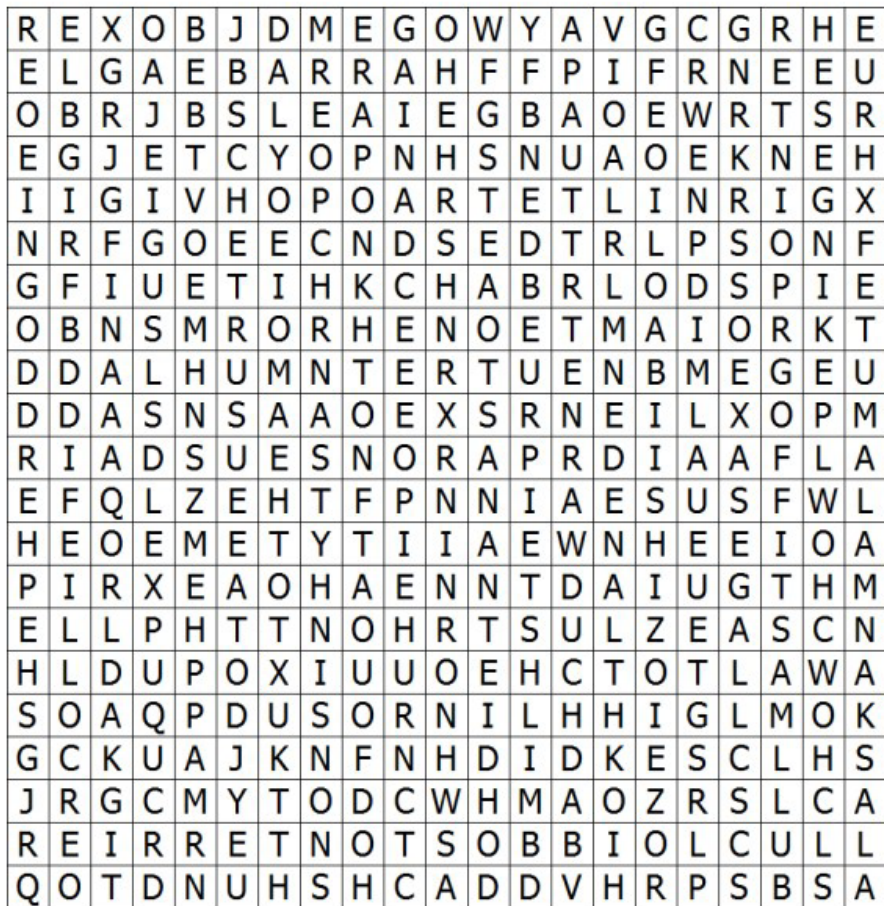 R E X O B J D M E G O W Y A V G C G R H E
E L G A E B A R R A H F F P I F R N E E U
O B R J B S L E A I E G B A O E W R T S R
E G J E T C Y O P N H S N U A O E K N E H
I I G I V H O P O A R T E T L I N R I G X
N R F G O E E C N D S E D T R L P S O N F
G F I U E T I H K C H A B R L O D S P I E
O B N S M R O R H E N O E T M A I O R K T
D D A L H U M N T E R T U E N B M E G E U
D D A S N S A A O E X S R N E I L X O P M
R I A D S U E S N O R A P R D I A A F L A
E F Q L Z E H T F P N N I A E S U S F W L
H E O E M E T Y T I I A E W N H E E I O A
P I R X E A O H A E N N T D A I U G T H M
E L L P H T T N O H R T S U L Z E A S C N
H L D U P O X I U U O E H C T O T L A W A
S O A Q P D U S O R N I L H H I G L M O K
G C K U A J K N F N H D I D K E S C L H S
J R G C M Y T O D C W H M A O Z R S L C A
R E I R R E T N O T S O B B I O L C U L L
Q O T D N U H S H C A D D V H R P S B S A